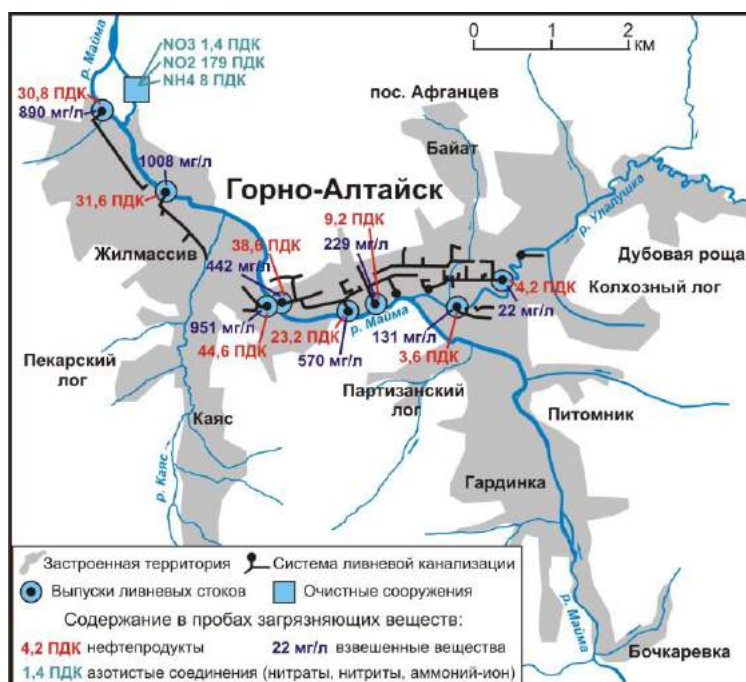 р. Майма
NO3 1,4 ПДК
NO2 179 ПДК
NH4 8 ПДК
0 1 2
км
30,8 ПДК
890 мг/л
пос. Афганцев
1008 мг/л
31,6 ПДК
Байат
Горно-Алтайск
р. Улалушка
Жилмассив
38,6 ПДК
442 мг/л
9,2 ПДК
229 мг/л
Дубовая роща
Колхозный лог
4,2 ПДК
22 мг/л
951 мг/л
44,6 ПДК
23,2 ПДК
570 мг/л
р. Майма
131 мг/л
3,6 ПДК
Пекарский
лог
Партизанский
лог
Каяс
Питомник
р. Каяс
Гардинка
р. Майма
Бочкаревка
Застроенная территория
Система ливневой канализации
Выпуски ливневых стоков
Очистные сооружения
Содержание в пробах загрязняющих веществ:
4,2 ПДК нефтепродукты 22 мг/л взвешенные вещества
1,4 ПДК азотистые соединения (нитраты, нитриты, аммоний-ион)